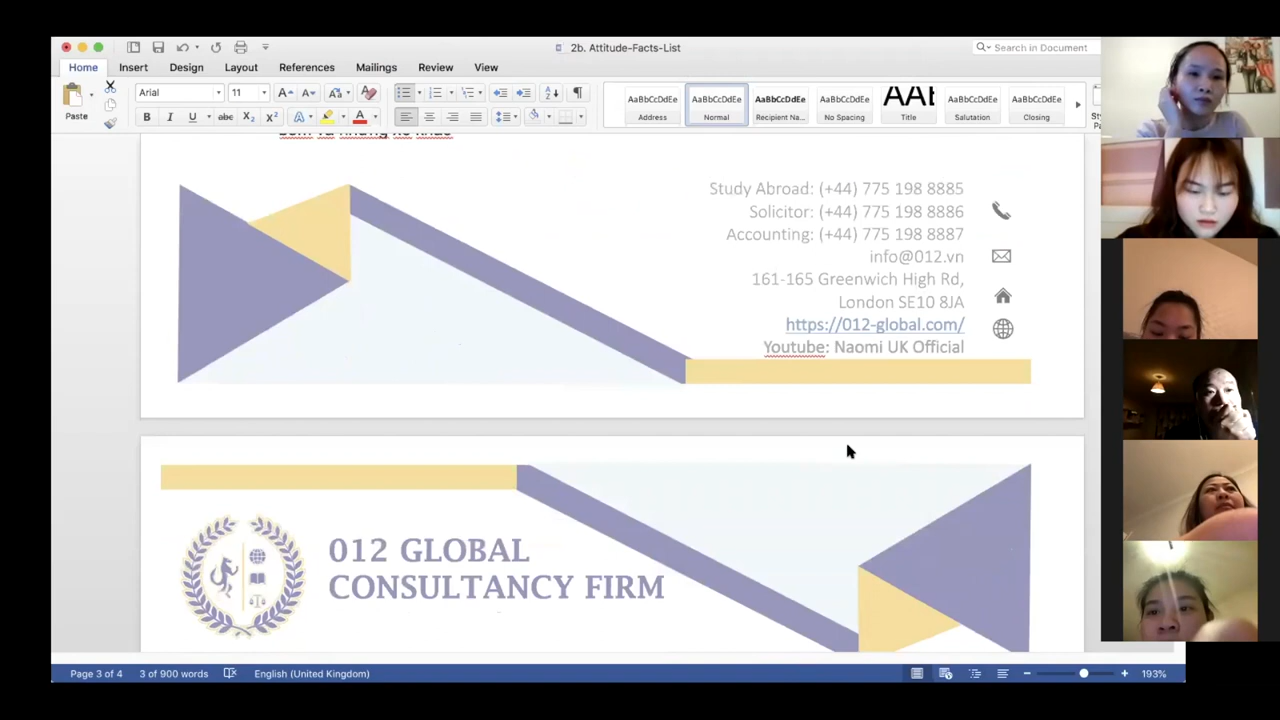 2b. Attitude-Facts-List
Search in Document
Home Insert Design Layout References Mailings Review View
Paste
Arial 11
AaBbCcDdEe AaBbCcDdEe AaBbCcDdEe AaBbCcDdEe AaBbCcDdEe AaBbCcDdEe
Address Normal Recipient Na... No Spacing Title Salutation Closing
Study Abroad: (+44) 775 198 8885
Solicitor: (+44) 775 198 8886
Accounting: (+44) 775 198 8887
info@012.vn
161-165 Greenwich High Rd,
London SE10 8JA
https://012-global.com/
Youtube: Naomi UK Official
012 GLOBAL
CONSULTANCY FIRM
Page 3 of 4 3 of 900 words English (United Kingdom) 193%